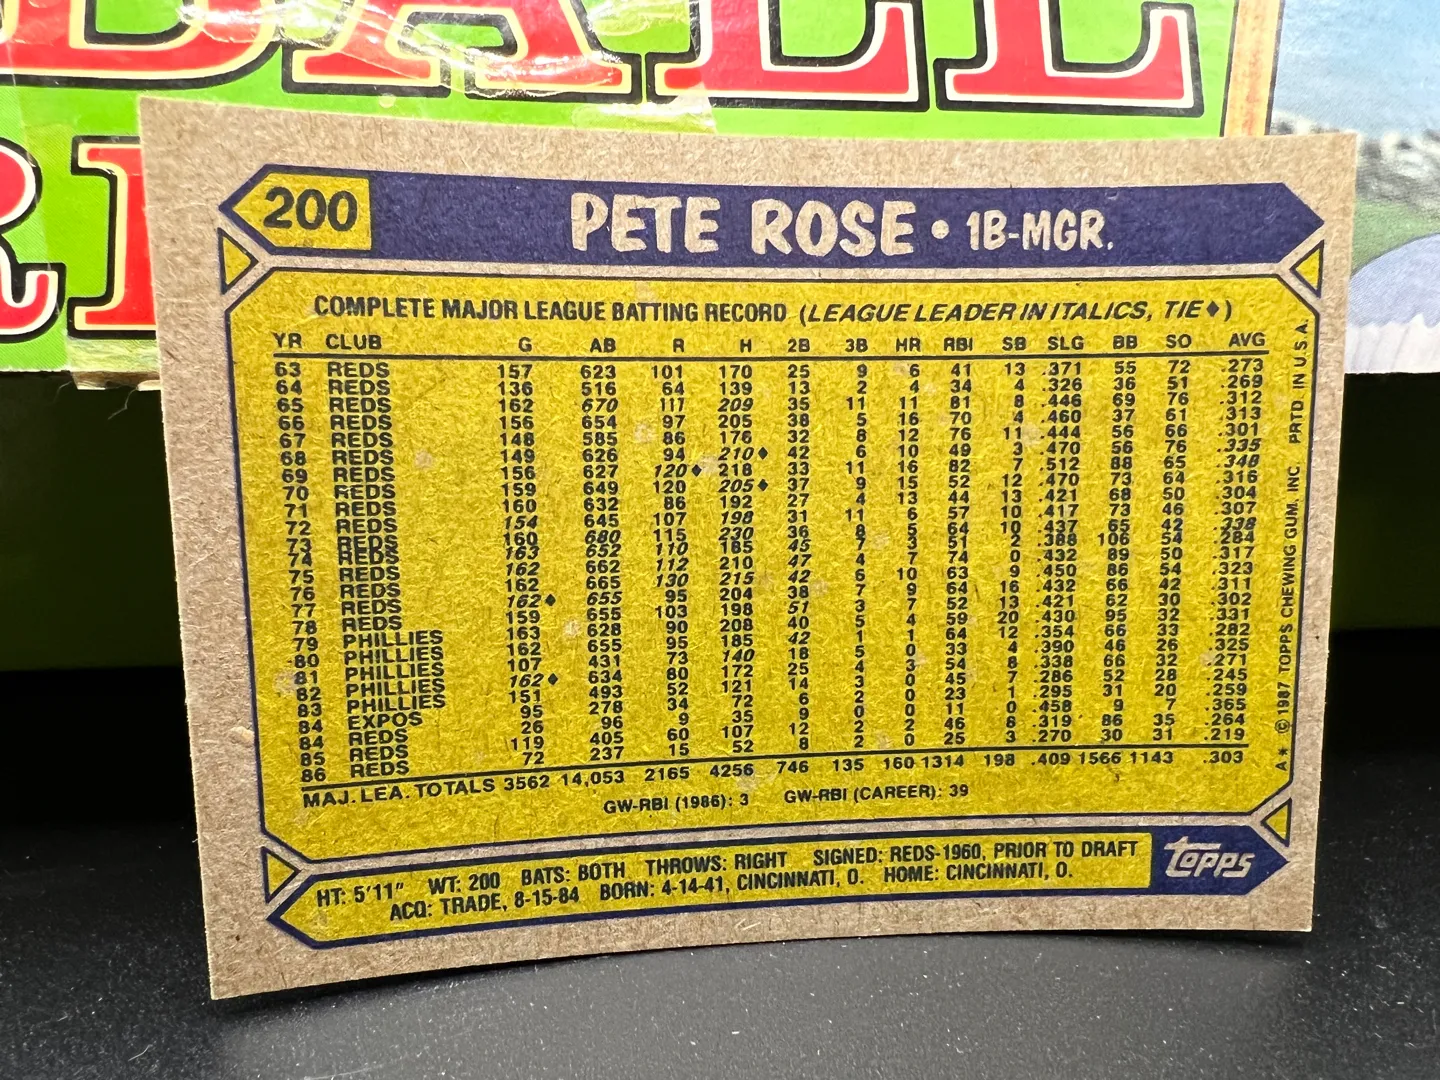 200 PETE ROSE • 1B-MGR.
COMPLETE MAJOR LEAGUE BATTING RECORD (LEAGUE LEADER IN ITALICS, TIE♦)
YR CLUB G AB R H 2B 3B HR RBI SB SLG BB SO AVG
63 REDS 157 623 101 170 25 9 6 41 13 .371 55 72 .273
64 REDS 136 516 64 139 13 2 4 34 4 .326 36 51 .269
65 REDS 162 670 117 209 35 11 11 81 8 .446 69 76 .312
66 REDS 156 654 97 205 38 5 16 70 4 .460 37 61 .313
67 REDS 148 585 86 176 32 8 12 76 11 .444 56 66 .301
68 REDS 149 626 94 210♦ 42 6 10 49 3 .470 56 76 .335
69 REDS 156 627 120♦ 218 33 11 16 82 7 .512 88 65 .348
70 REDS 159 649 120 205♦ 37 9 15 52 12 .470 73 64 .316
71 REDS 160 632 86 192 27 4 13 44 13 .421 68 50 .304
72 REDS 154 645 107 198 31 11 6 57 10 .417 73 46 .307
73 REDS 160 680 115 230 36 8 5 64 10 .437 65 42 .338
74 REDS 163 652 110 185 45 7 3 51 2 .388 106 54 .284
75 REDS 162 662 112 210 47 4 7 74 0 .432 89 50 .317
76 REDS 162 665 130 215 42 6 10 63 9 .450 86 54 .323
77 REDS 162♦ 655 95 204 38 7 9 64 16 .432 66 42 .311
78 REDS 159 655 103 198 51 3 7 52 13 .421 62 30 .302
79 PHILLIES 163 628 90 208 40 5 4 59 20 .430 95 32 .331
80 PHILLIES 162 655 95 185 42 1 1 64 12 .354 66 33 .282
81 PHILLIES 107 431 73 140 18 5 0 33 4 .390 46 26 .325
82 PHILLIES 162♦ 634 80 172 25 4 3 54 8 .338 66 32 .271
83 PHILLIES 151 493 52 121 14 3 0 45 7 .286 52 28 .245
84 EXPOS 95 278 34 72 6 0 0 23 1 .295 31 20 .259
84 REDS 26 96 9 35 9 0 0 11 0 .458 9 7 .365
85 REDS 119 405 60 107 12 2 2 46 8 .319 86 35 .264
86 REDS 72 237 15 52 8 2 0 25 3 .270 30 31 .219
MAJ. LEA. TOTALS 3562 14,053 2165 4256 746 135 160 1314 198 .409 1566 1143 .303
GW-RBI (1986): 3 GW-RBI (CAREER): 39
HT: 5'11" WT: 200 BATS: BOTH THROWS: RIGHT SIGNED: REDS-1960, PRIOR TO DRAFT
ACQ: TRADE, 8-15-84 BORN: 4-14-41, CINCINNATI, O. HOME: CINCINNATI, O.
topps
A* © 1987 TOPPS CHEWING GUM, INC. PRTD. IN U.S.A.